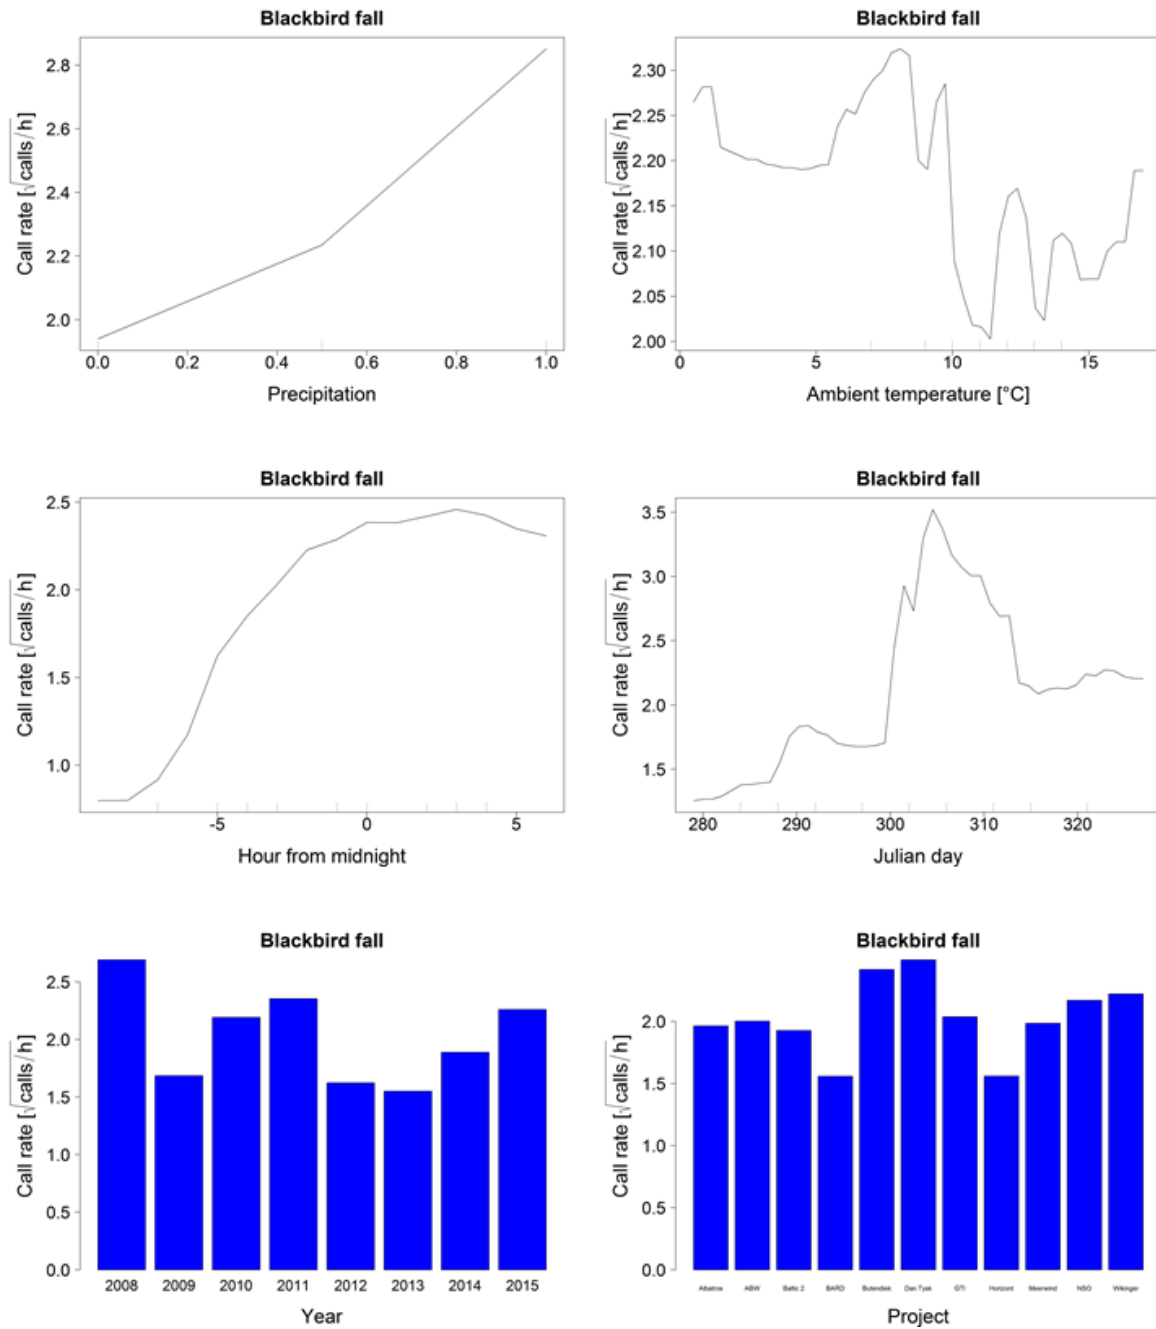 Blackbird fall
Call rate [√calls/h]
2.8
2.6
2.4
2.2
2.0
0.0 0.2 0.4 0.6 0.8 1.0
Precipitation
Blackbird fall
Call rate [√calls/h]
2.30
2.25
2.20
2.15
2.10
2.05
2.00
0 5 10 15
Ambient temperature [°C]
Blackbird fall
Call rate [√calls/h]
2.5
2.0
1.5
1.0
-5 0 5
Hour from midnight
Blackbird fall
Call rate [√calls/h]
3.5
3.0
2.5
2.0
1.5
280 290 300 310 320
Julian day
Blackbird fall
Call rate [√calls/h]
2.5
2.0
1.5
1.0
0.5
0.0
2008 2009 2010 2011 2012 2013 2014 2015
Year
Blackbird fall
Call rate [√calls/h]
2.0
1.5
1.0
0.5
0.0
Albatros ABW Baltic 2 BARD Butendiek Dan Tysk GTI Horizont Meerwind NSO Wikinger
Project